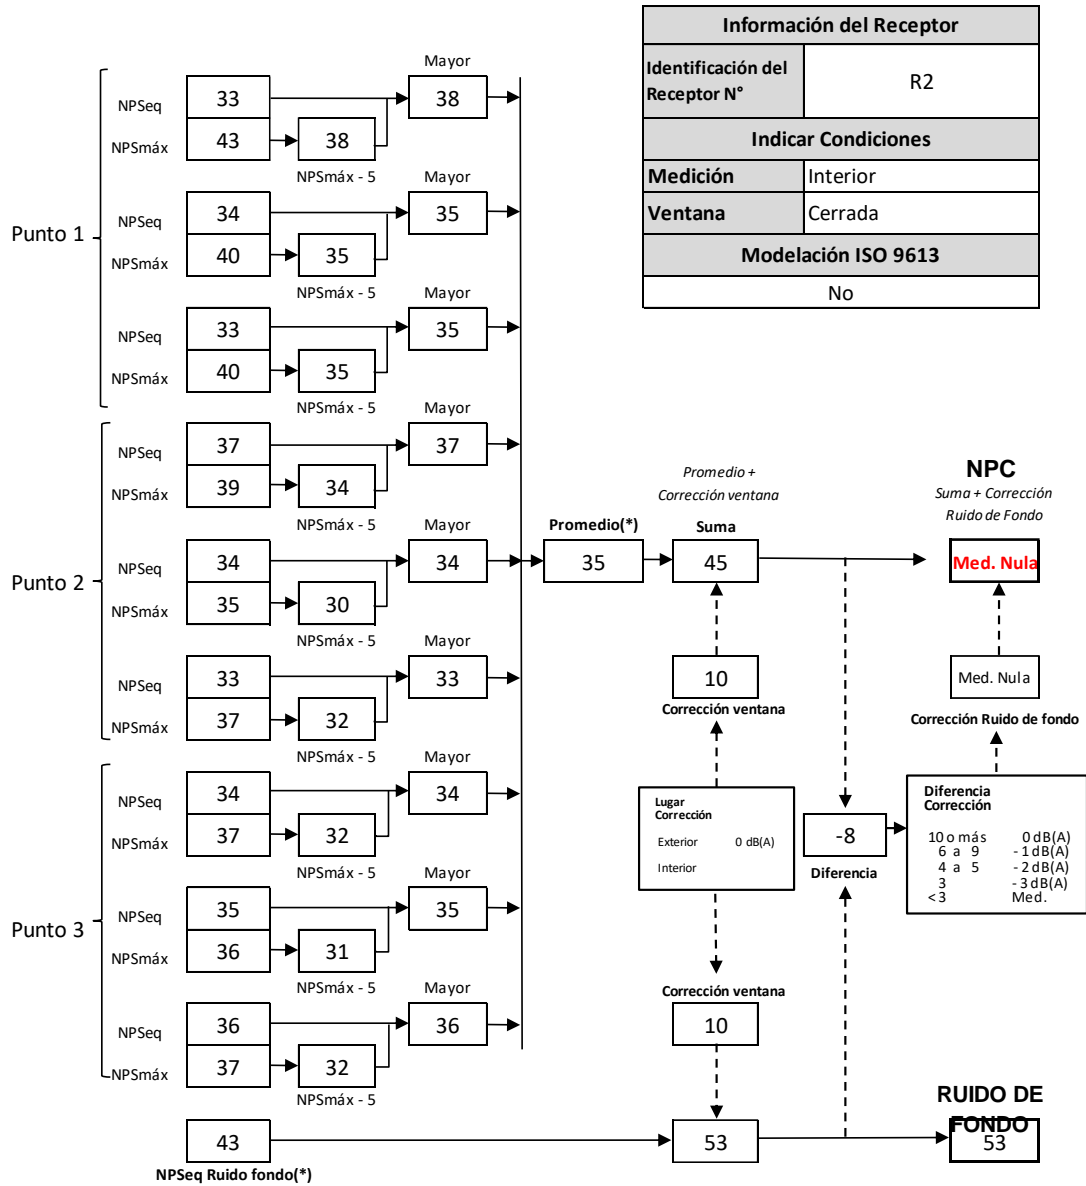 Información del Receptor
Identificación del
Receptor N°
R2
Indicar Condiciones
Medición
Interior
Ventana
Cerrada
Modelación ISO 9613
No
Punto 1
NPSeq
33
NPSmáx
43
38
NPSmáx - 5
Mayor
38
NPSeq
34
NPSmáx
40
35
NPSmáx - 5
Mayor
35
NPSeq
33
NPSmáx
40
35
NPSmáx - 5
Mayor
35
Punto 2
NPSeq
37
NPSmáx
39
34
NPSmáx - 5
Mayor
37
NPSeq
34
NPSmáx
35
30
NPSmáx - 5
Mayor
34
NPSeq
33
NPSmáx
37
32
NPSmáx - 5
Mayor
33
Punto 3
NPSeq
34
NPSmáx
37
32
NPSmáx - 5
Mayor
34
NPSeq
35
NPSmáx
36
31
NPSmáx - 5
Mayor
35
NPSeq
36
NPSmáx
37
32
NPSmáx - 5
Mayor
36
43
NPSeq Ruido fondo(*)
Promedio(*)
35
Promedio +
Corrección ventana
Suma
45
10
Corrección ventana
Lugar
Corrección
Exterior 0 dB(A)
Interior
Corrección ventana
10
53
-8
Diferencia
NPC
Suma + Corrección
Ruido de Fondo
Med. Nula
Med. Nula
Corrección Ruido de fondo
Diferencia
Corrección
10 o más 0 dB(A)
6 a 9 - 1 dB(A)
4 a 5 - 2 dB(A)
3 - 3 dB(A)
< 3 Med.
RUIDO DE
FONDO
53